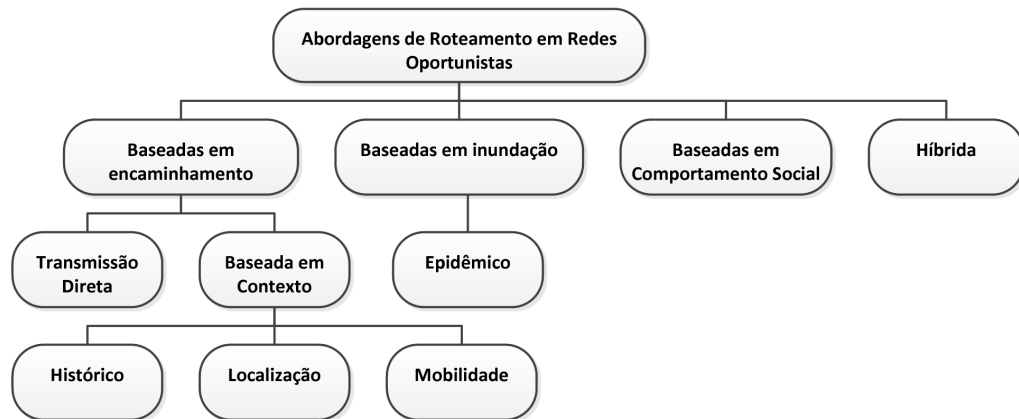 Abordagens de Roteamento em Redes
Oportunistas
Baseadas em
encaminhamento
Baseadas em inundação
Baseadas em
Comportamento Social
Híbrida
Transmissão
Direta
Baseada em
Contexto
Epidêmico
Histórico
Localização
Mobilidade